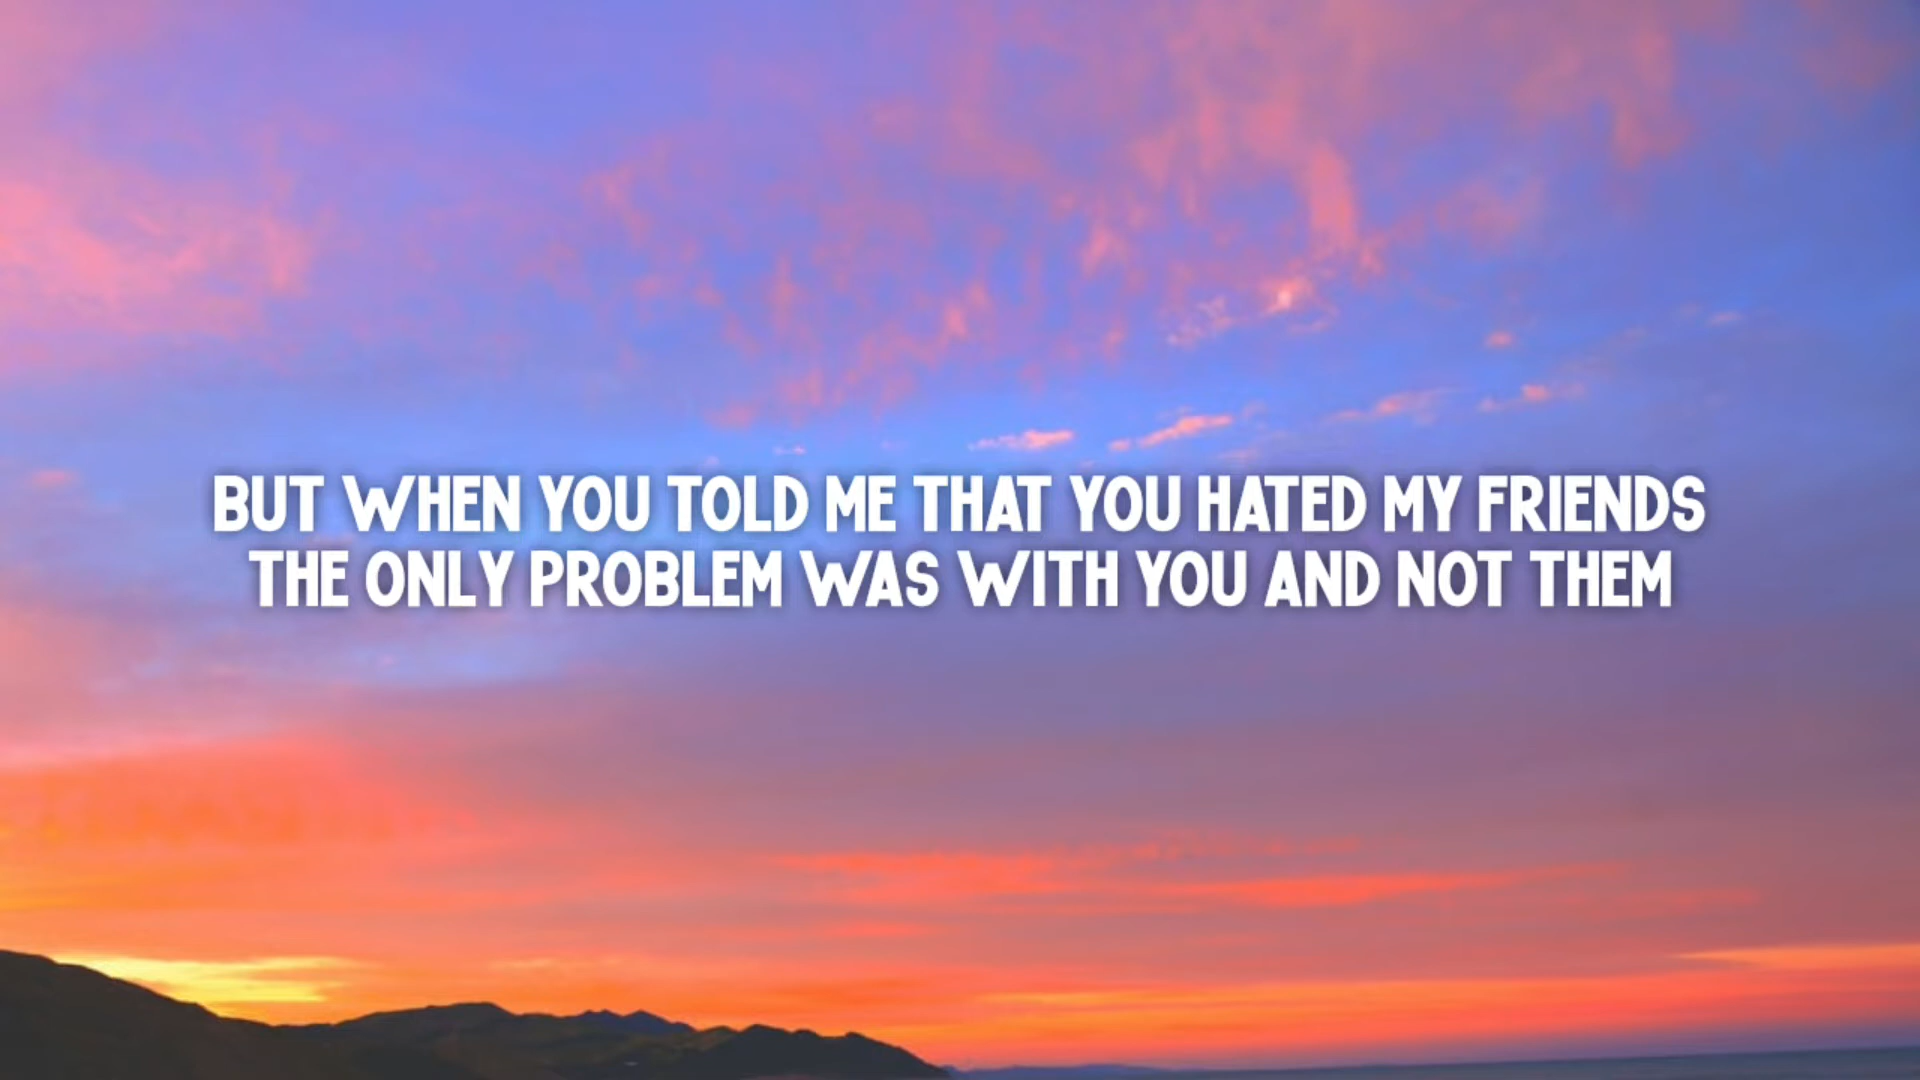 BUT WHEN YOU TOLD ME THAT YOU HATED MY FRIENDS
THE ONLY PROBLEM WAS WITH YOU AND NOT THEM